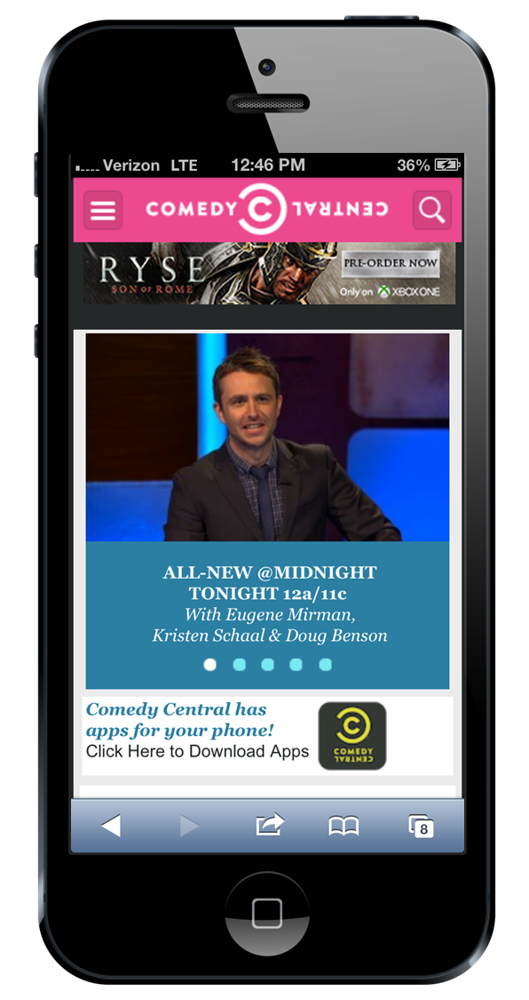 Verizon LTE 12:46 PM 36%
COMEDY C CENTRAL
RYSE
SON OF ROME
PRE-ORDER NOW
Only on XBOX ONE
ALL-NEW @MIDNIGHT
TONIGHT 12a/11c
With Eugene Mirman,
Kristen Schaal & Doug Benson
Comedy Central has
apps for your phone!
Click Here to Download Apps
C
COMEDY
CENTRAL
8